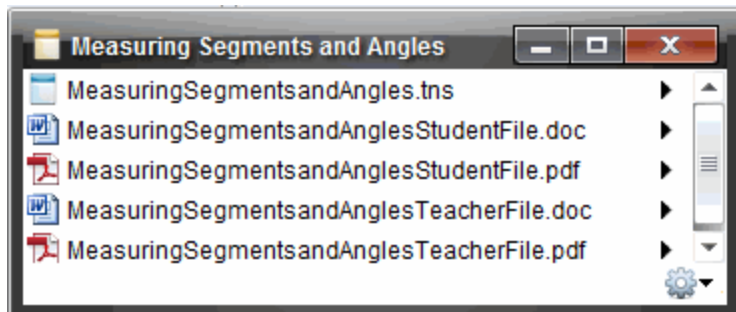 Measuring Segments and Angles
MeasuringSegmentsandAngles.tns
MeasuringSegmentsandAnglesStudentFile.doc
MeasuringSegmentsandAnglesStudentFile.pdf
MeasuringSegmentsandAnglesTeacherFile.doc
MeasuringSegmentsandAnglesTeacherFile.pdf